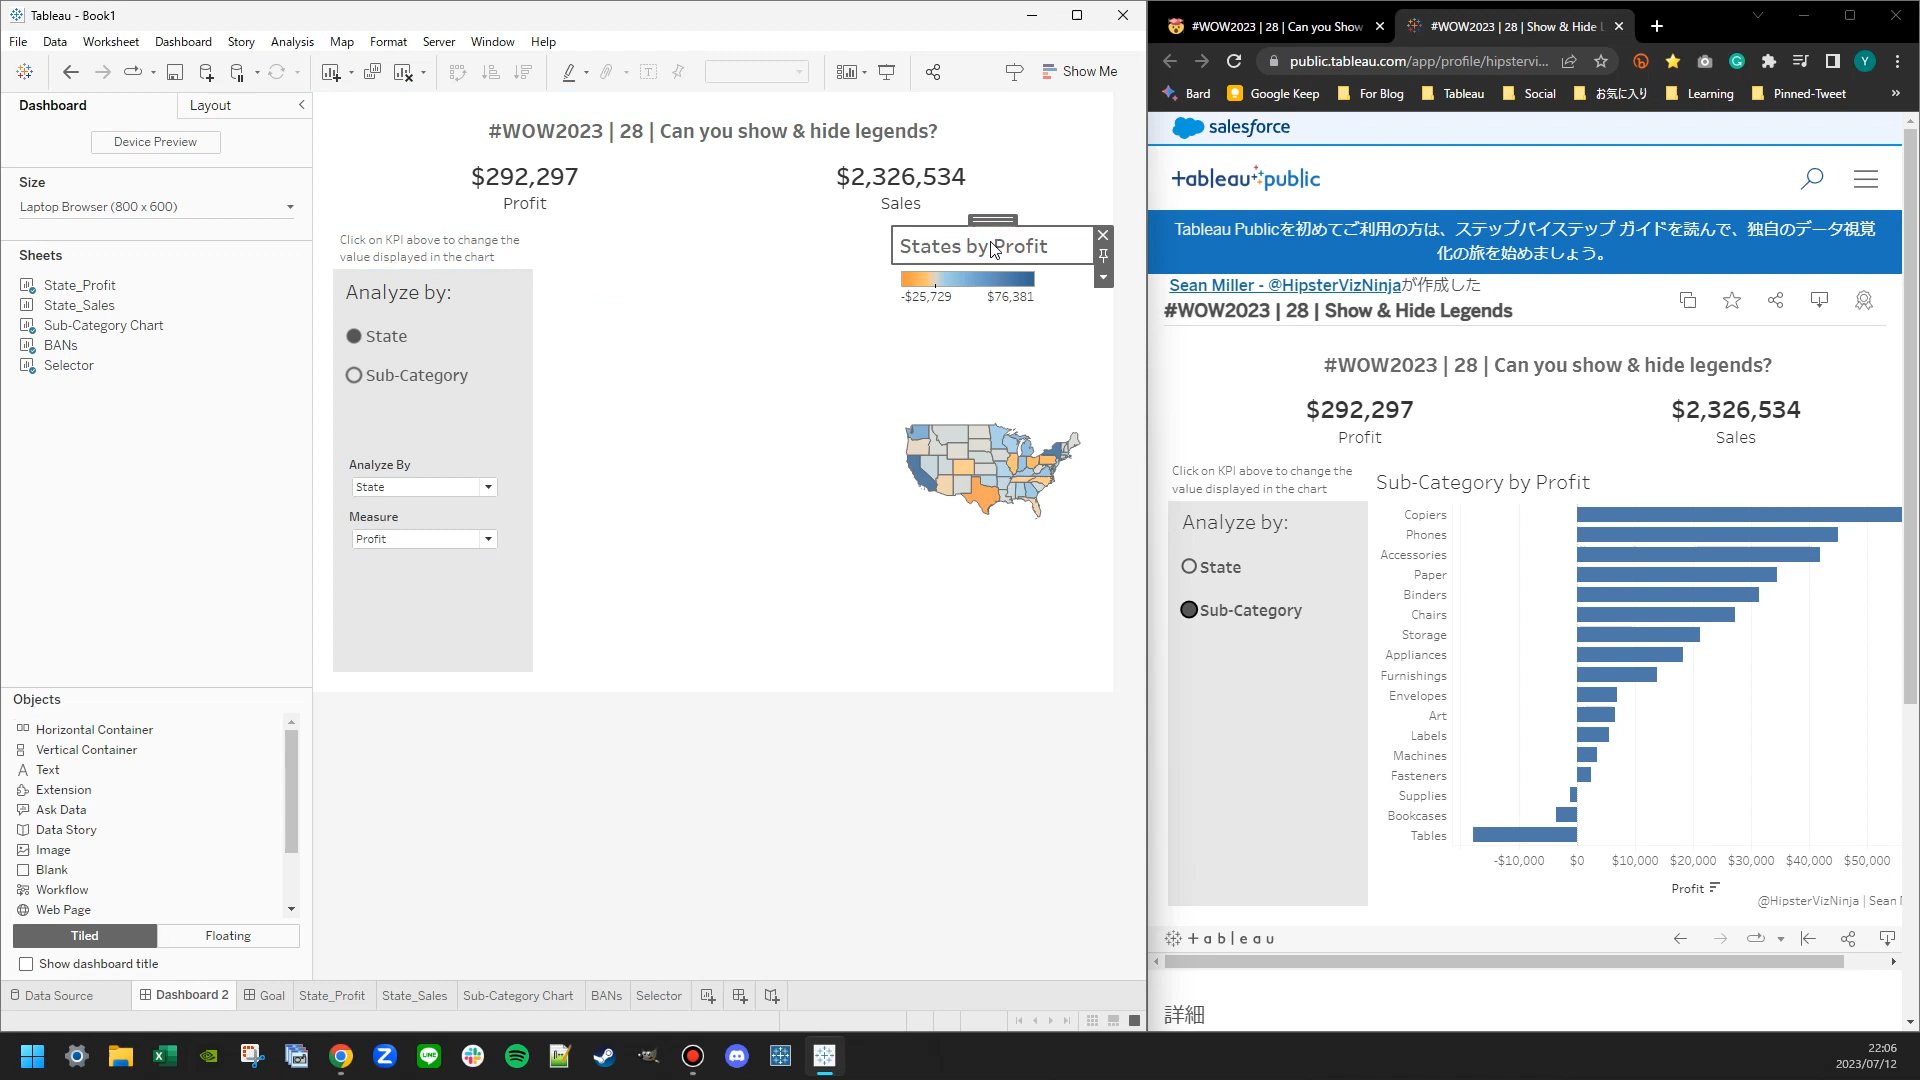 Tableau - Book1
File Data Worksheet Dashboard Story Analysis Map Format Server Window Help
Show Me
Dashboard
Layout
Device Preview
Size
Laptop Browser (800 x 600)
Sheets
State_Profit
State_Sales
Sub-Category Chart
BANs
Selector
Objects
Horizontal Container
Vertical Container
Text
Extension
Ask Data
Data Story
Image
Blank
Workflow
Web Page
Tiled
Floating
Show dashboard title
#WOW2023 | 28 | Can you show & hide legends?
$292,297
Profit
$2,326,534
Sales
Click on KPI above to change the
value displayed in the chart
Analyze by:
State
Sub-Category
Analyze By
State
Measure
Profit
States by Profit
-$25,729
$76,381
Data Source
Dashboard 2
Goal
State_Profit
State_Sales
Sub-Category Chart
BANs
Selector
#WOW2023 | 28 | Can you Show
#WOW2023 | 28 | Show & Hide L
public.tableau.com/app/profile/hipstervi...
Y
Bard
Google Keep
For Blog
Tableau
Social
お気に入り
Learning
Pinned-Tweet
salesforce
tableau public
Tableau Publicを初めてご利用の方は、ステップバイステップ ガイドを読んで、独自のデータ視覚
化の旅を始めましょう。
Sean Miller - @HipsterVizNinjaが作成した
#WOW2023 | 28 | Show & Hide Legends
#WOW2023 | 28 | Can you show & hide legends?
$292,297
Profit
$2,326,534
Sales
Click on KPI above to change the
value displayed in the chart
Analyze by:
State
Sub-Category
Sub-Category by Profit
Copiers
Phones
Accessories
Paper
Binders
Chairs
Storage
Appliances
Furnishings
Envelopes
Art
Labels
Machines
Fasteners
Supplies
Bookcases
Tables
-$10,000 $0 $10,000 $20,000 $30,000 $40,000 $50,000
Profit
@HipsterVizNinja | Sean
tableau
詳細
LINE
22:06
2023/07/12